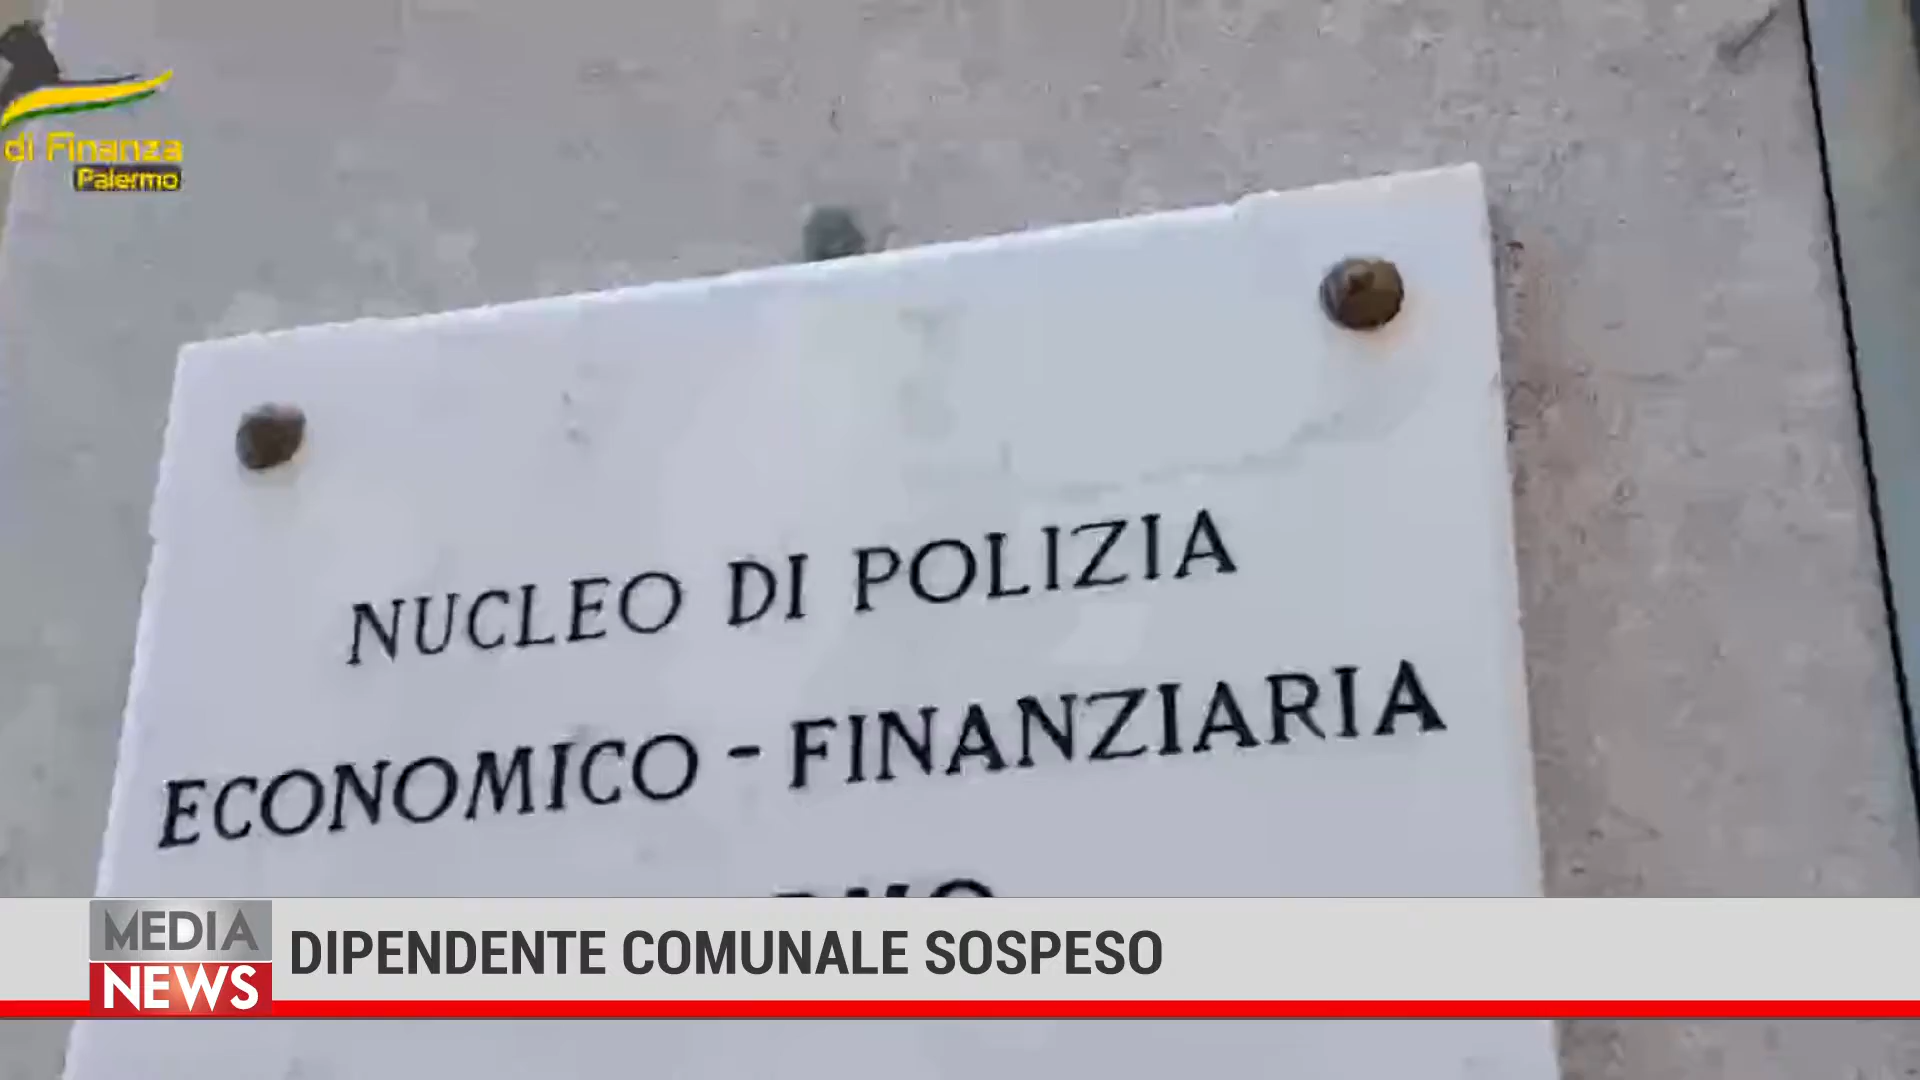 di Finanza
Palermo
NUCLEO DI POLIZIA
ECONOMICO - FINANZIARIA
MEDIA
NEWS
DIPENDENTE COMUNALE SOSPESO